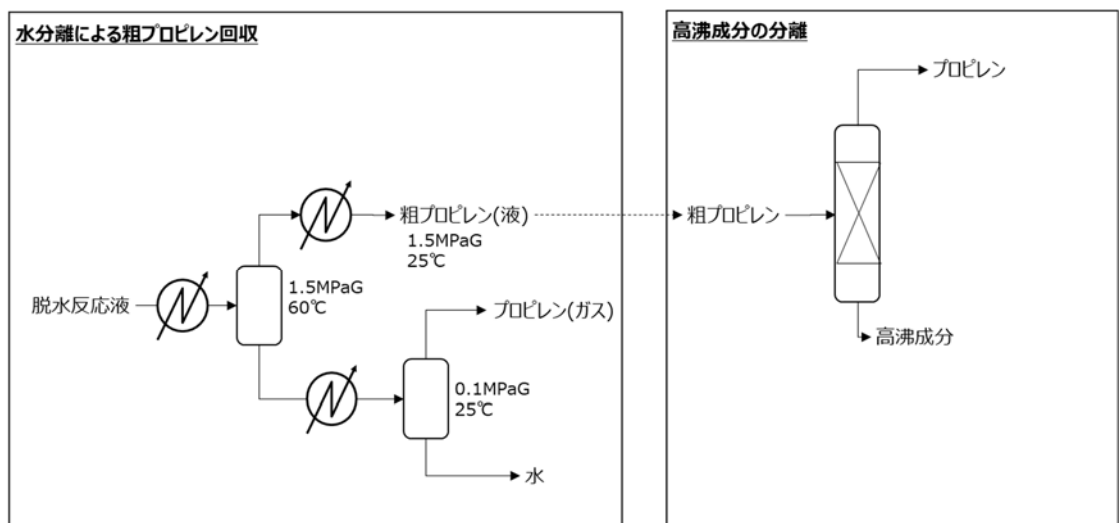 水分離による粗プロピレン回収
粗プロピレン(液)
1.5MPaG
25℃
脱水反応液
1.5MPaG
60℃
プロピレン(ガス)
0.1MPaG
25℃
水
高沸成分の分離
プロピレン
粗プロピレン
高沸成分